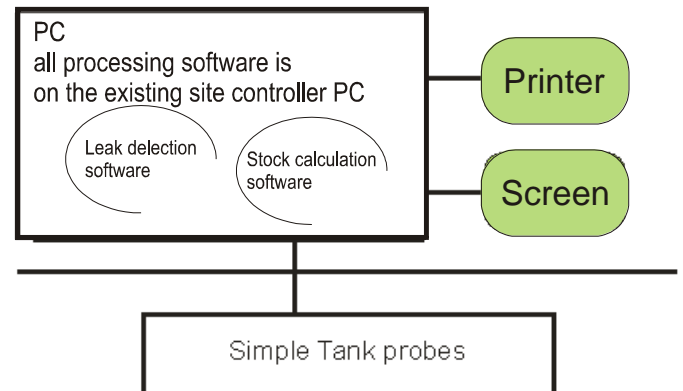 PC
all processing software is
on the existing site controller PC
Leak delection
software
Stock calculation
software
Printer
Screen
Simple Tank probes